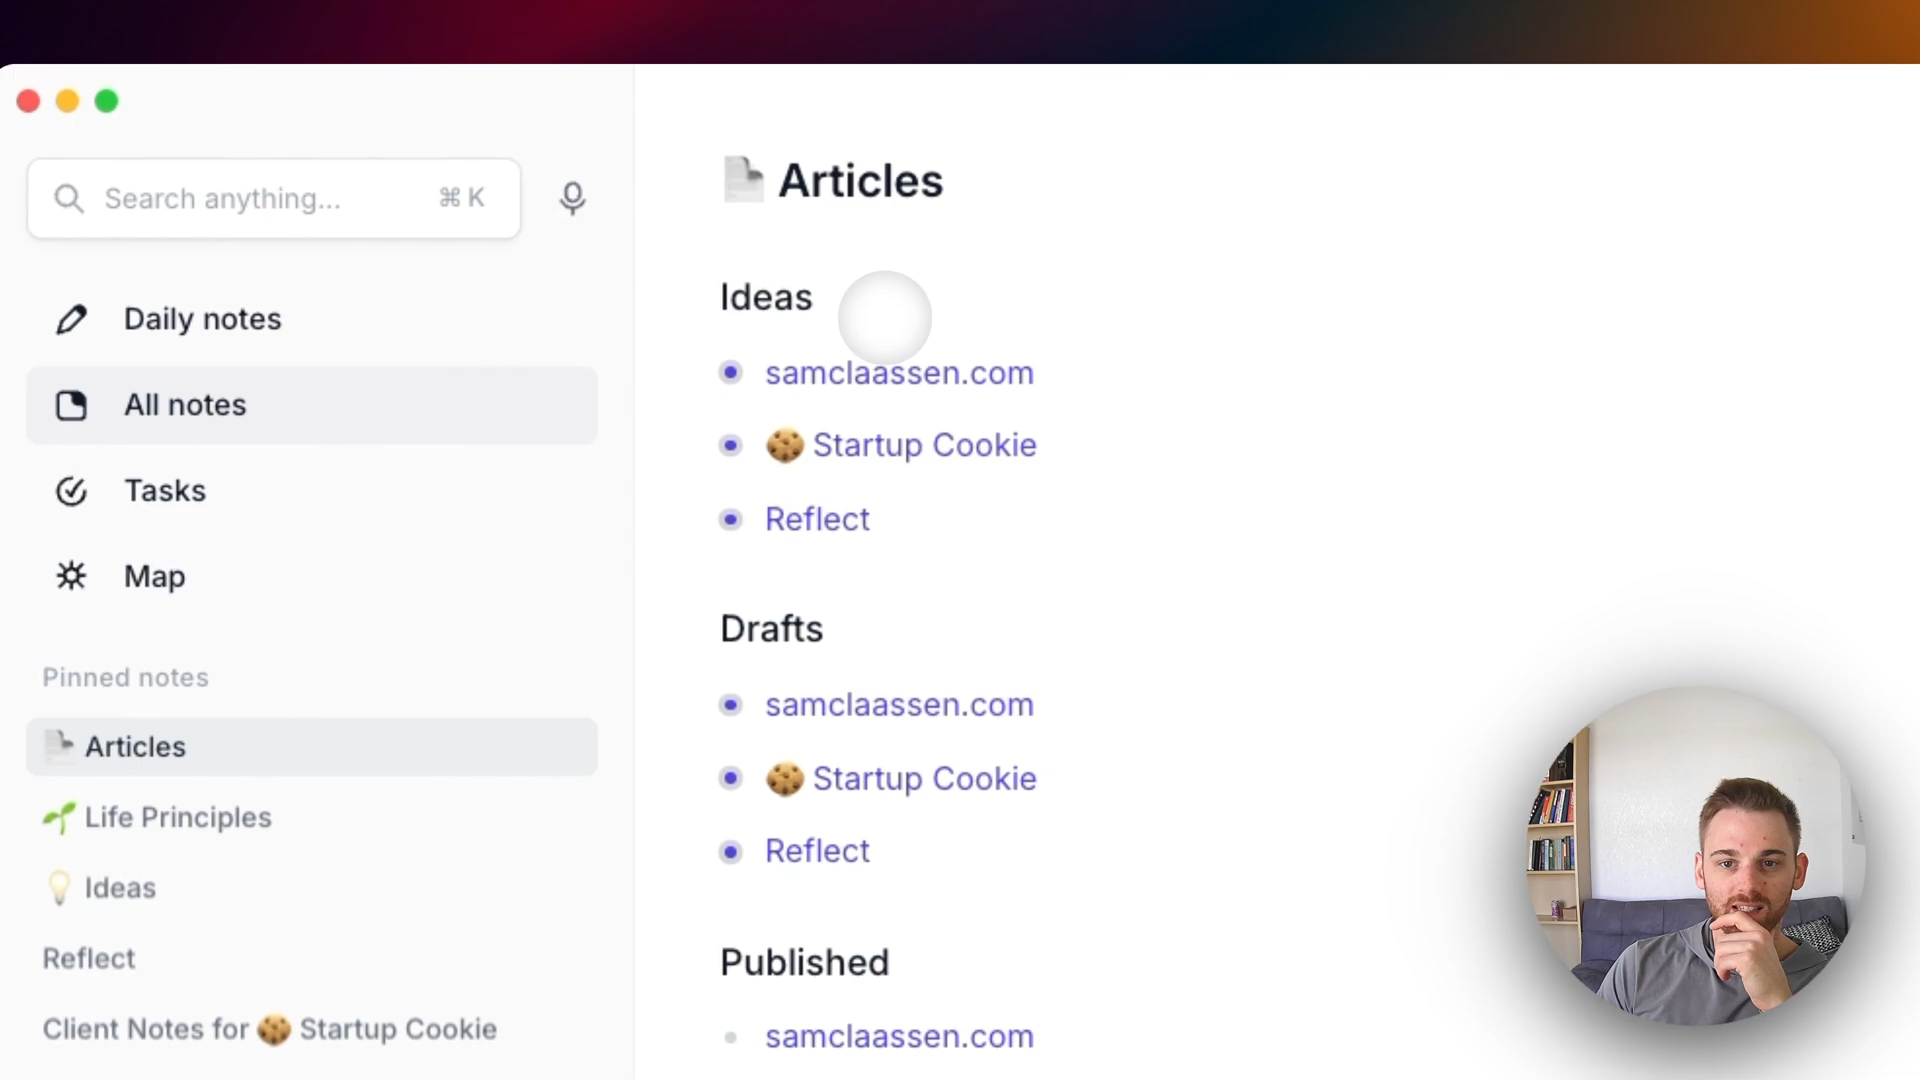 Search anything... ⌘ K
Daily notes
All notes
Tasks
Map
Pinned notes
Articles
Life Principles
Ideas
Reflect
Client Notes for 🍪 Startup Cookie
Articles
Ideas
samclaassen.com
🍪 Startup Cookie
Reflect
Drafts
samclaassen.com
🍪 Startup Cookie
Reflect
Published
samclaassen.com